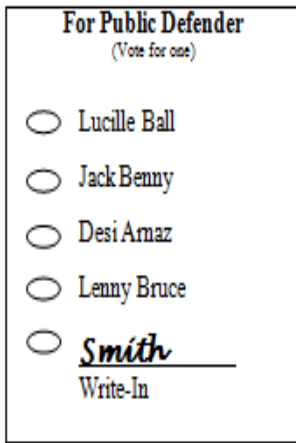 For Public Defender
(Vote for one)
Lucille Ball
Jack Benny
Desi Arnaz
Lenny Bruce
Smith
Write-In